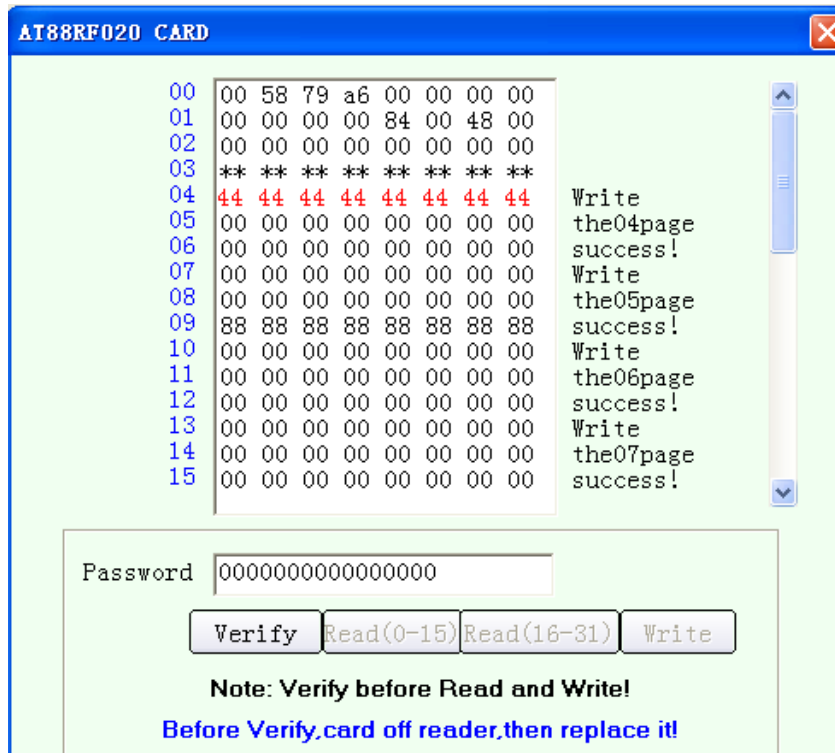 AT88RF020 CARD
00 00 58 79 a6 00 00 00 00
01 00 00 00 00 84 00 48 00
02 00 00 00 00 00 00 00 00
03 ** ** ** ** ** ** ** **
04 44 44 44 44 44 44 44 44 Write
05 00 00 00 00 00 00 00 00 the04page
06 00 00 00 00 00 00 00 00 success!
07 00 00 00 00 00 00 00 00 Write
08 00 00 00 00 00 00 00 00 the05page
09 88 88 88 88 88 88 88 88 success!
10 00 00 00 00 00 00 00 00 Write
11 00 00 00 00 00 00 00 00 the06page
12 00 00 00 00 00 00 00 00 success!
13 00 00 00 00 00 00 00 00 Write
14 00 00 00 00 00 00 00 00 the07page
15 00 00 00 00 00 00 00 00 success!
Password 0000000000000000
Verify Read(0-15) Read(16-31) Write
Note: Verify before Read and Write!
Before Verify,card off reader,then replace it!